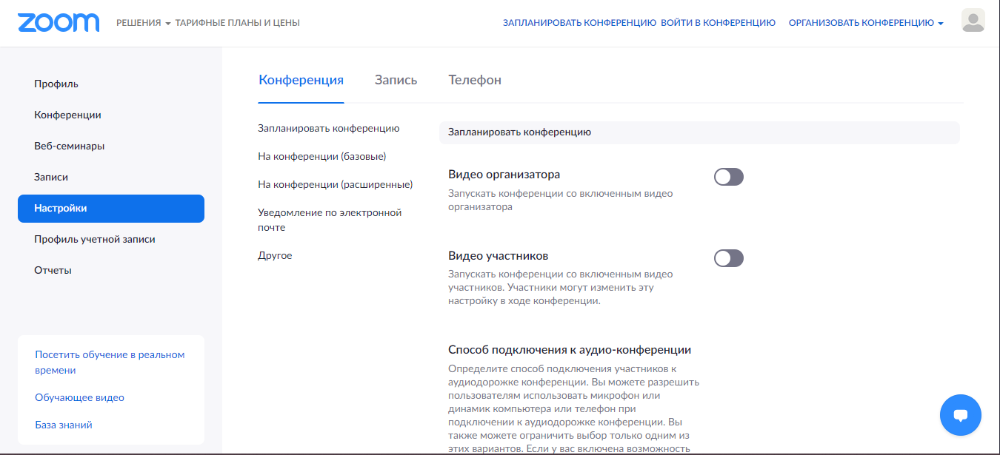 zoom
РЕШЕНИЯ ТАРИФНЫЕ ПЛАНЫ И ЦЕНЫ ЗАПЛАНИРОВАТЬ КОНФЕРЕНЦИЮ ВОЙТИ В КОНФЕРЕНЦИЮ ОРГАНИЗОВАТЬ КОНФЕРЕНЦИЮ
Профиль
Конференции
Веб-семинары
Записи
Настройки
Профиль учетной записи
Отчеты
Посетить обучение в реальном
времени
Обучающее видео
База знаний
Конференция Запись Телефон
Запланировать конференцию
На конференции (базовые)
На конференции (расширенные)
Уведомление по электронной
почте
Другое
Запланировать конференцию
Видео организатора
Запускать конференции со включенным видео
организатора
Видео участников
Запускать конференции со включенным видео
участников. Участники могут изменить эту
настройку в ходе конференции.
Способ подключения к аудио-конференции
Определите способ подключения участников к
аудиодорожке конференции. Вы можете разрешить
пользователям использовать микрофон или
динамик компьютера или телефон при
подключении к аудиодорожке конференции. Вы
также можете ограничить выбор только одним из
этих вариантов. Если у вас включена возможность